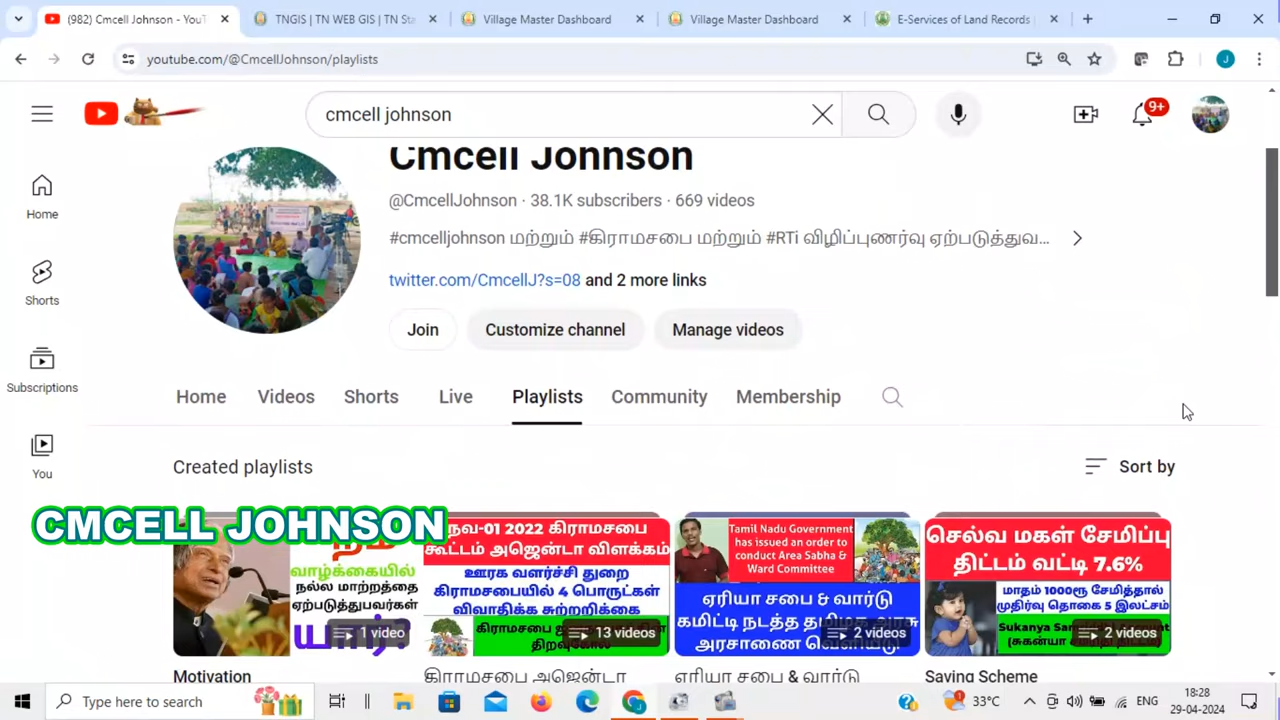 (982) Cmcell Johnson - YouT
TNGIS | TN WEB GIS | TN Sta
Village Master Dashboard
Village Master Dashboard
E-Services of Land Records |
youtube.com/@CmcellJohnson/playlists
J
cmcell johnson
9+
Cmcell Johnson
@CmcellJohnson · 38.1K subscribers · 669 videos
#cmcelljohnson மற்றும் #கிராமசபை மற்றும் #RTi விழிப்புணர்வு ஏற்படுத்துவ...
twitter.com/CmcellJ?s=08 and 2 more links
Join
Customize channel
Manage videos
Home
Shorts
Subscriptions
You
Home
Videos
Shorts
Live
Playlists
Community
Membership
Created playlists
Sort by
CMCELL JOHNSON
வாழ்க்கையில்
நல்ல மாற்றத்தை
ஏற்படுத்துபவர்கள்
யார்?
1 video
Motivation
நவ-01 2022 கிராமசபை
கூட்டம் அஜென்டா விளக்கம்
ஊரக வளர்ச்சி துறை
கிராமசபையில் 4 பொருட்கள்
விவாதிக்க சுற்றறிக்கை
13 videos
கிராமசபை அஜென்டா
Tamil Nadu Government
has issued an order to
conduct Area Sabha &
Ward Committee
ஏரியா சபை & வார்டு
கமிட்டி நடத்த தமிழக அரசு
அரசாணை வெளியீடு
2 videos
ஏரியா சபை & வார்டு
செல்வ மகள் சேமிப்பு
திட்டம் வட்டி 7.6%
மாதம் 1000ரூ சேமித்தால்
முதிர்வு தொகை 5 இலட்சம்
2 videos
Saving Scheme
Type here to search
33°C
ENG
18:28
29-04-2024